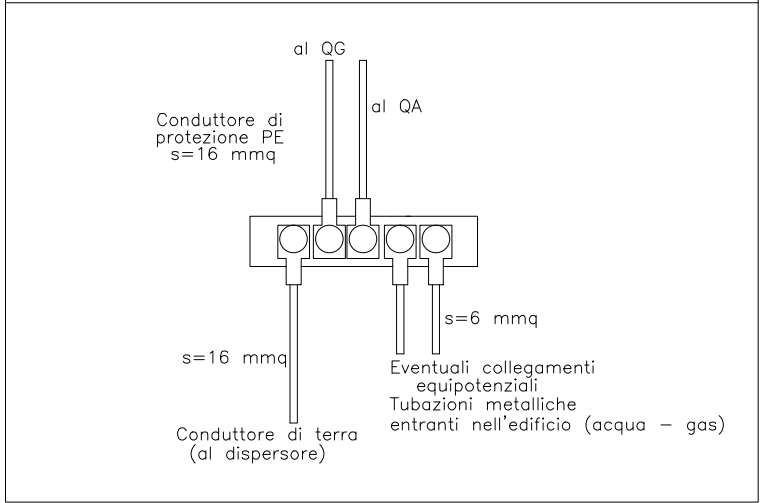 al QG
al QA
Conduttore di
protezione PE
s=16 mmq
s=6 mmq
s=16 mmq
Eventuali collegamenti
equipotenziali
Tubazioni metalliche
entranti nell'edificio (acqua – gas)
Conduttore di terra
(al dispersore)